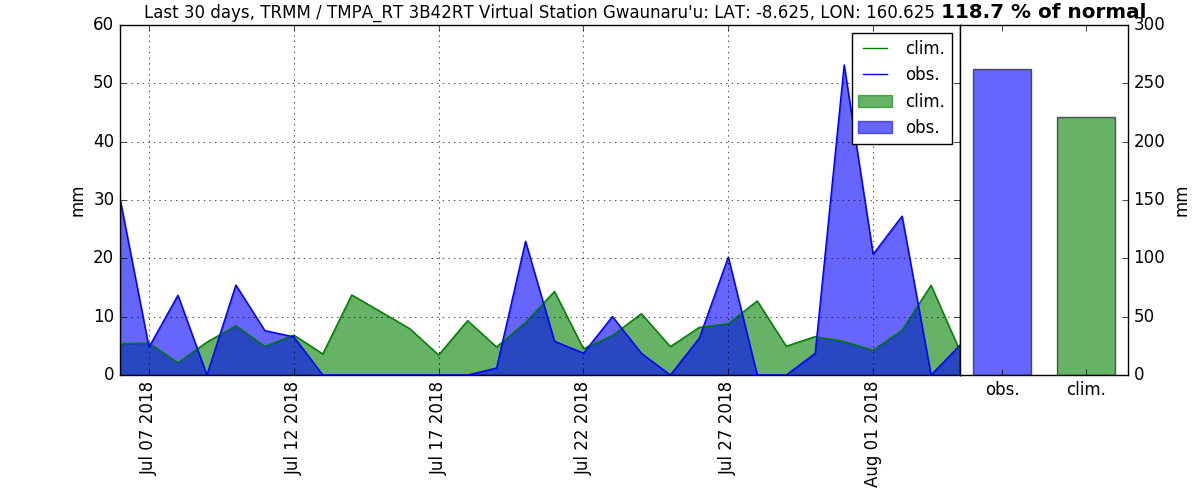 Last 30 days, TRMM / TMPA_RT 3B42RT Virtual Station Gwaunaru'u: LAT: -8.625, LON: 160.625 118.7 % of normal
60
50
40
30
20
10
0
mm
clim.
obs.
clim.
obs.
300
250
200
150
100
50
0
mm
Jul 07 2018
Jul 12 2018
Jul 17 2018
Jul 22 2018
Jul 27 2018
Aug 01 2018
obs.
clim.